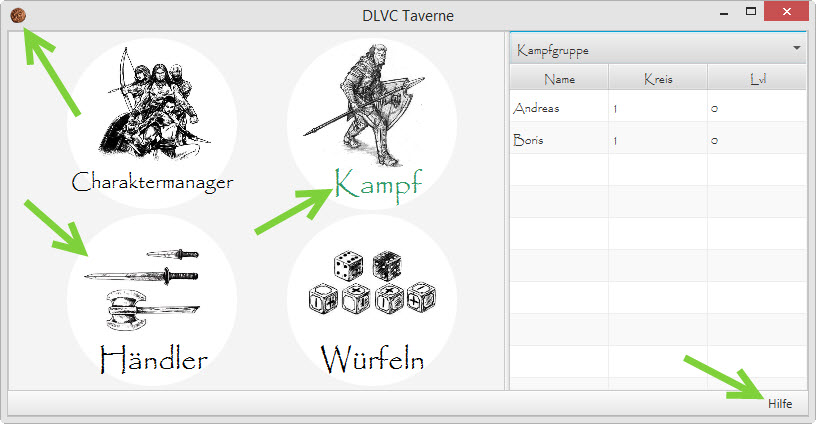 DLVC Taverne
Charaktermanager
Kampf
Händler
Würfeln
Kampfgruppe
Name Kreis Lvl
Andreas 1 0
Boris 1 0
Hilfe